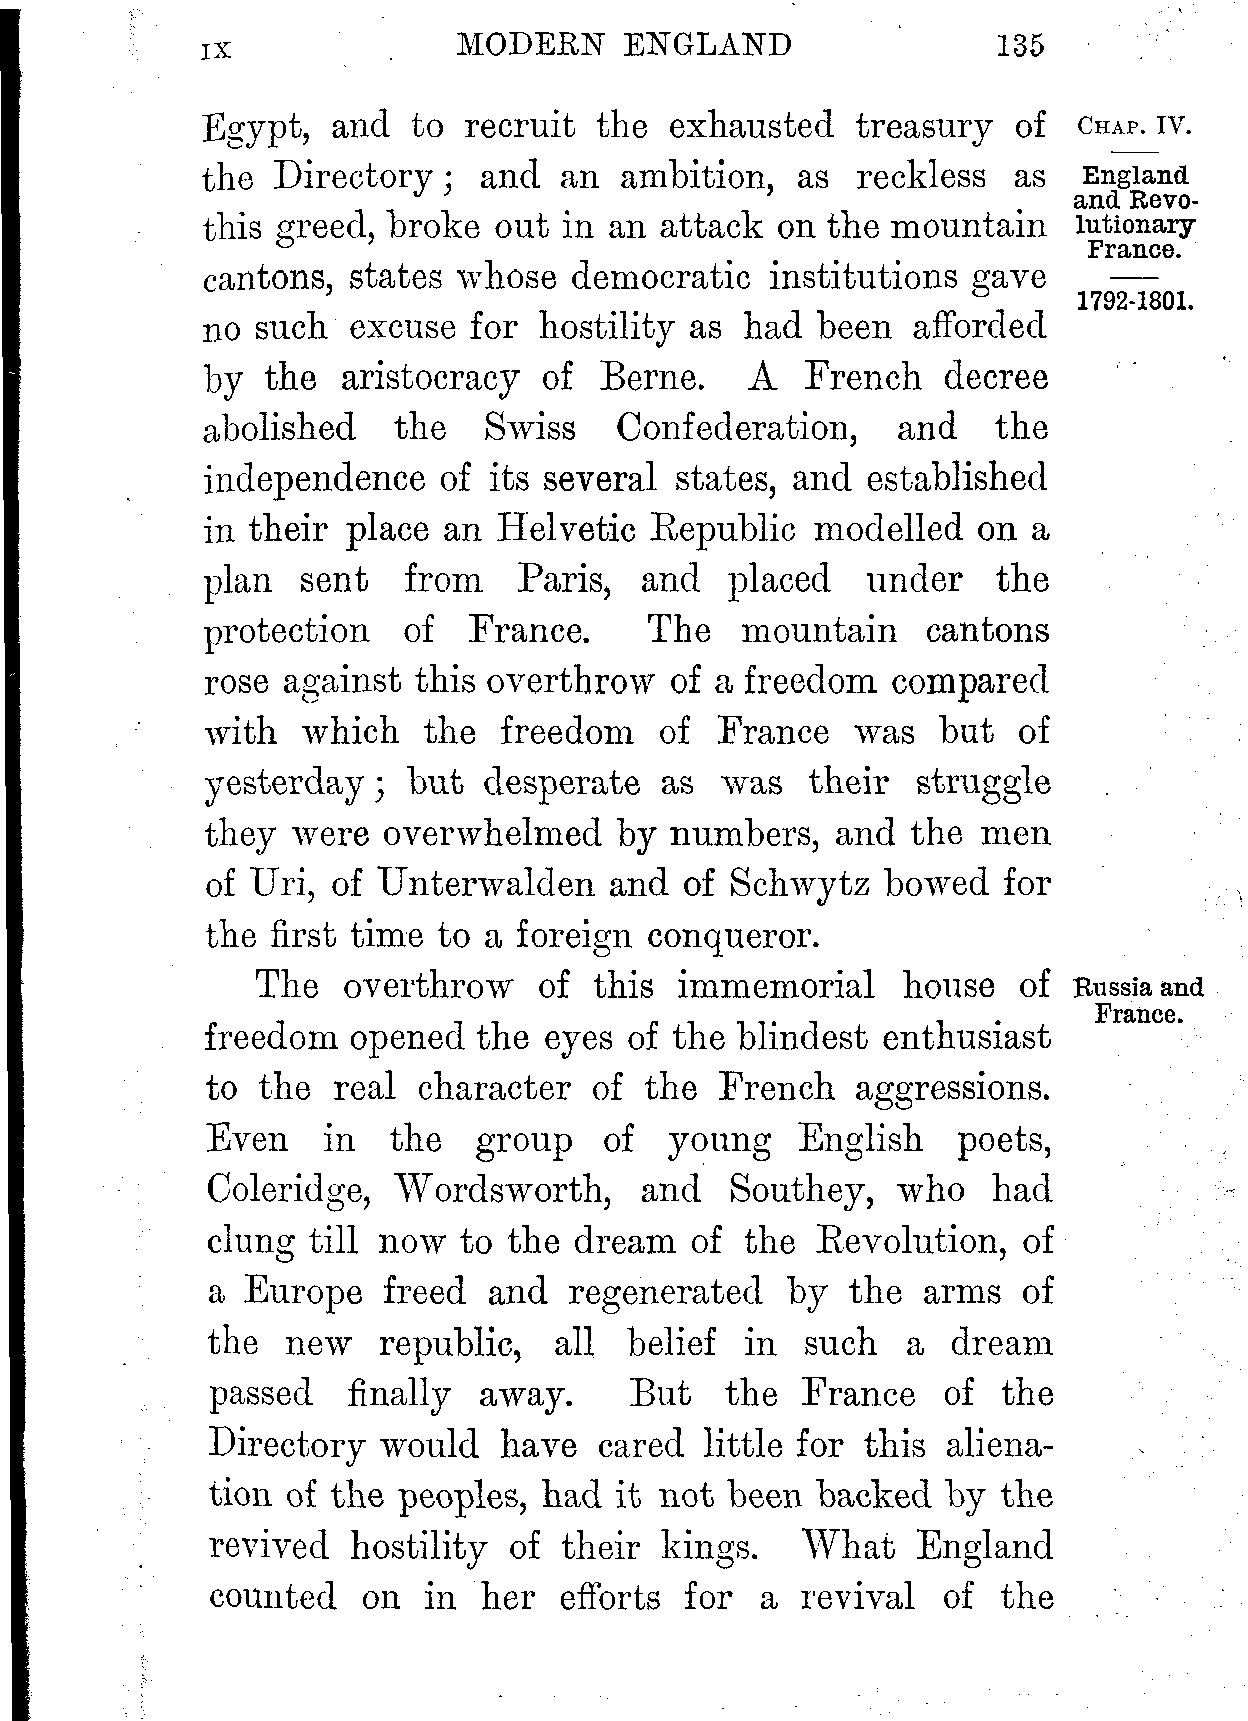 IX MODERN ENGLAND 135
Egypt, and to recruit the exhausted treasury of
the Directory; and an ambition, as reckless as
this greed, broke out in an attack on the mountain
cantons, states whose democratic institutions gave
no such excuse for hostility as had been afforded
by the aristocracy of Berne. A French decree
abolished the Swiss Confederation, and the
independence of its several states, and established
in their place an Helvetic Republic modelled on a
plan sent from Paris, and placed under the
protection of France. The mountain cantons
rose against this overthrow of a freedom compared
with which the freedom of France was but of
yesterday; but desperate as was their struggle
they were overwhelmed by numbers, and the men
of Uri, of Unterwalden and of Schwytz bowed for
the first time to a foreign conqueror.
CHAP. IV.
England
and Revo-
lutionary
France.
1792-1801.
The overthrow of this immemorial house of
freedom opened the eyes of the blindest enthusiast
to the real character of the French aggressions.
Even in the group of young English poets,
Coleridge, Wordsworth, and Southey, who had
clung till now to the dream of the Revolution, of
a Europe freed and regenerated by the arms of
the new republic, all belief in such a dream
passed finally away. But the France of the
Directory would have cared little for this aliena-
tion of the peoples, had it not been backed by the
revived hostility of their kings. What England
counted on in her efforts for a revival of the
Russia and
France.